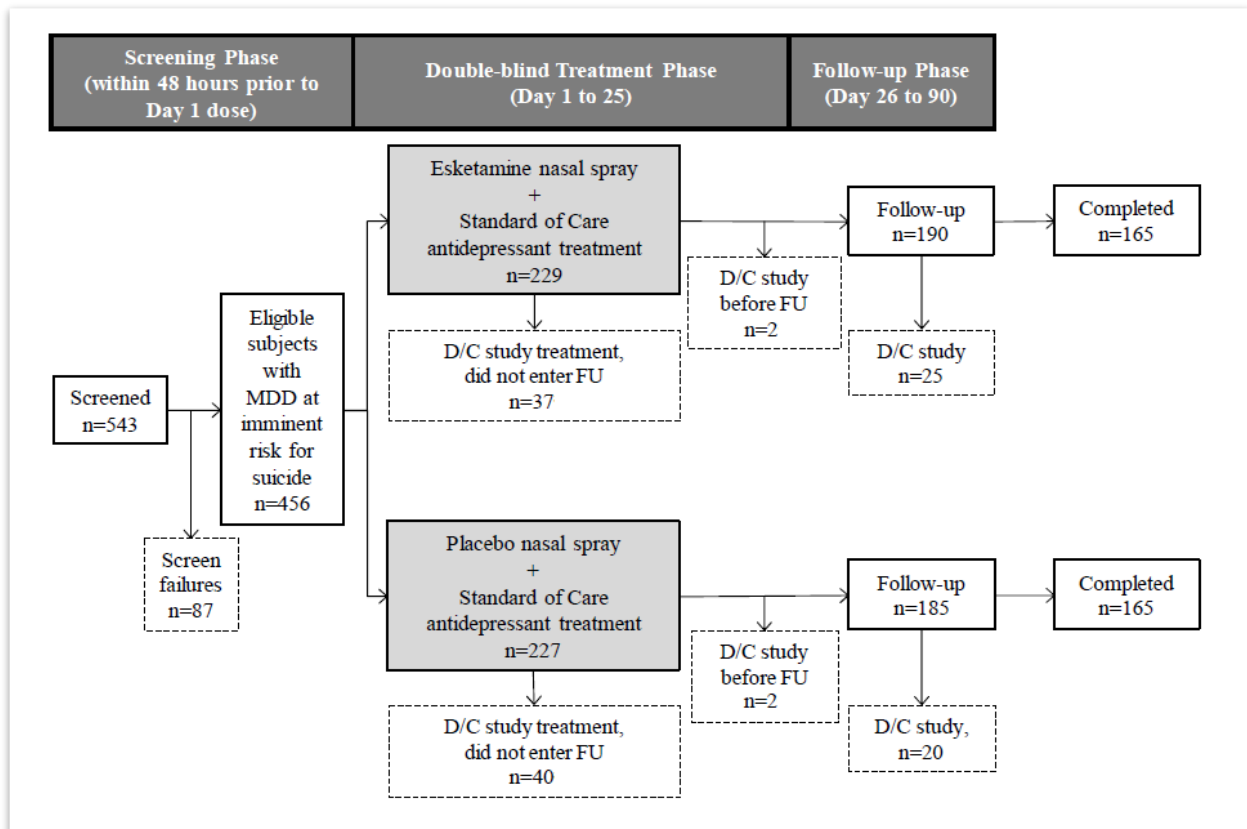 Screening Phase
(within 48 hours prior to
Day 1 dose)
Double-blind Treatment Phase
(Day 1 to 25)
Follow-up Phase
(Day 26 to 90)
Screened
n=543
Screen
failures
n=87
Eligible
subjects
with
MDD at
imminent
risk for
suicide
n=456
Esketamine nasal spray
+
Standard of Care
antidepressant treatment
n=229
D/C study treatment,
did not enter FU
n=37
D/C study
before FU
n=2
Follow-up
n=190
D/C study
n=25
Completed
n=165
Placebo nasal spray
+
Standard of Care
antidepressant treatment
n=227
D/C study treatment,
did not enter FU
n=40
D/C study
before FU
n=2
Follow-up
n=185
D/C study,
n=20
Completed
n=165